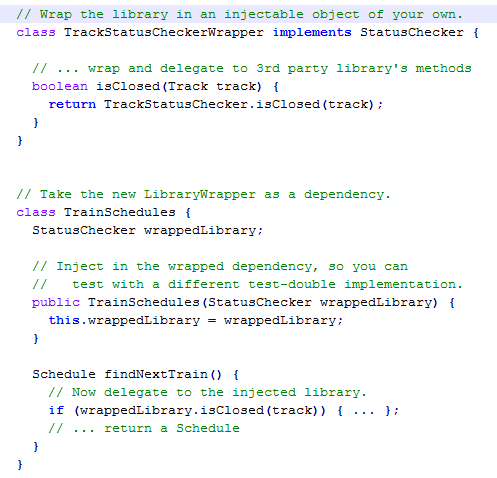 // Wrap the library in an injectable object of your own.
class TrackStatusCheckerWrapper implements StatusChecker {
// ... wrap and delegate to 3rd party library's methods
boolean isClosed(Track track) {
return TrackStatusChecker.isClosed(track);
}
}
// Take the new LibraryWrapper as a dependency.
class TrainSchedules {
StatusChecker wrappedLibrary;
// Inject in the wrapped dependency, so you can
//   test with a different test-double implementation.
public TrainSchedules(StatusChecker wrappedLibrary) {
this.wrappedLibrary = wrappedLibrary;
}
Schedule findNextTrain() {
// Now delegate to the injected library.
if (wrappedLibrary.isClosed(track)) { ... };
// ... return a Schedule
}
}